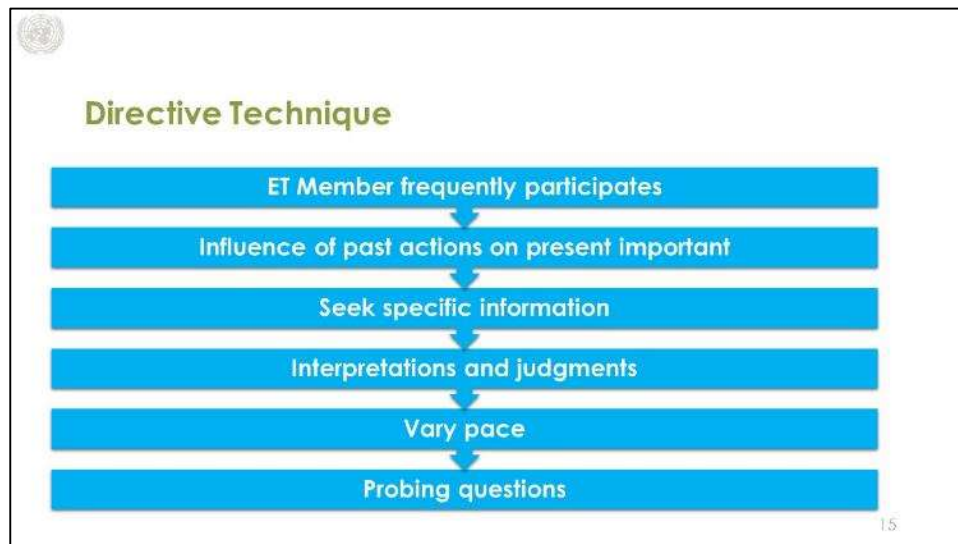 Directive Technique
ET Member frequently participates
Influence of past actions on present important
Seek specific information
Interpretations and judgments
Vary pace
Probing questions
15